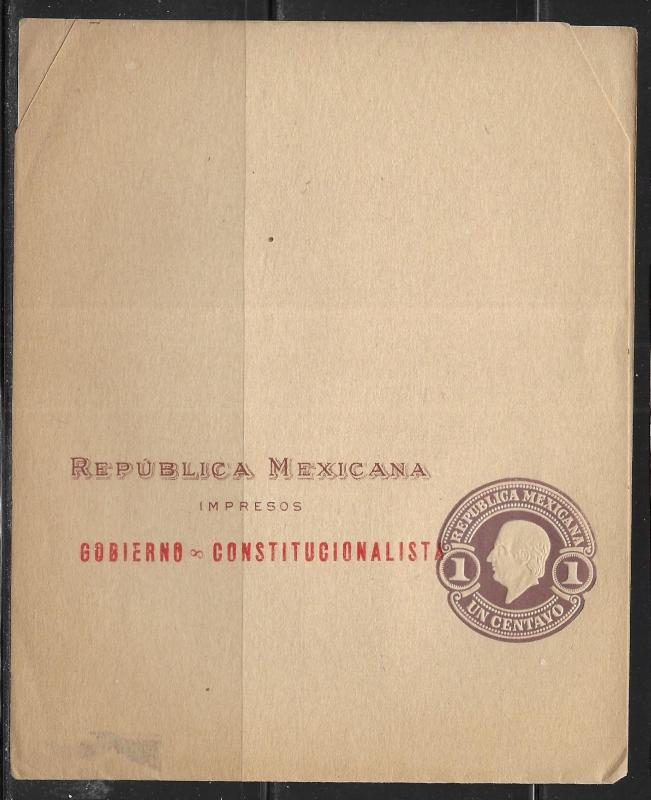 REPÚBLICA MEXICANA
IMPRESOS
GOBIERNO ∞ CONSTITUCIONALISTA
REPUBLICA MEXICANA
1 1
UN CENTAVO